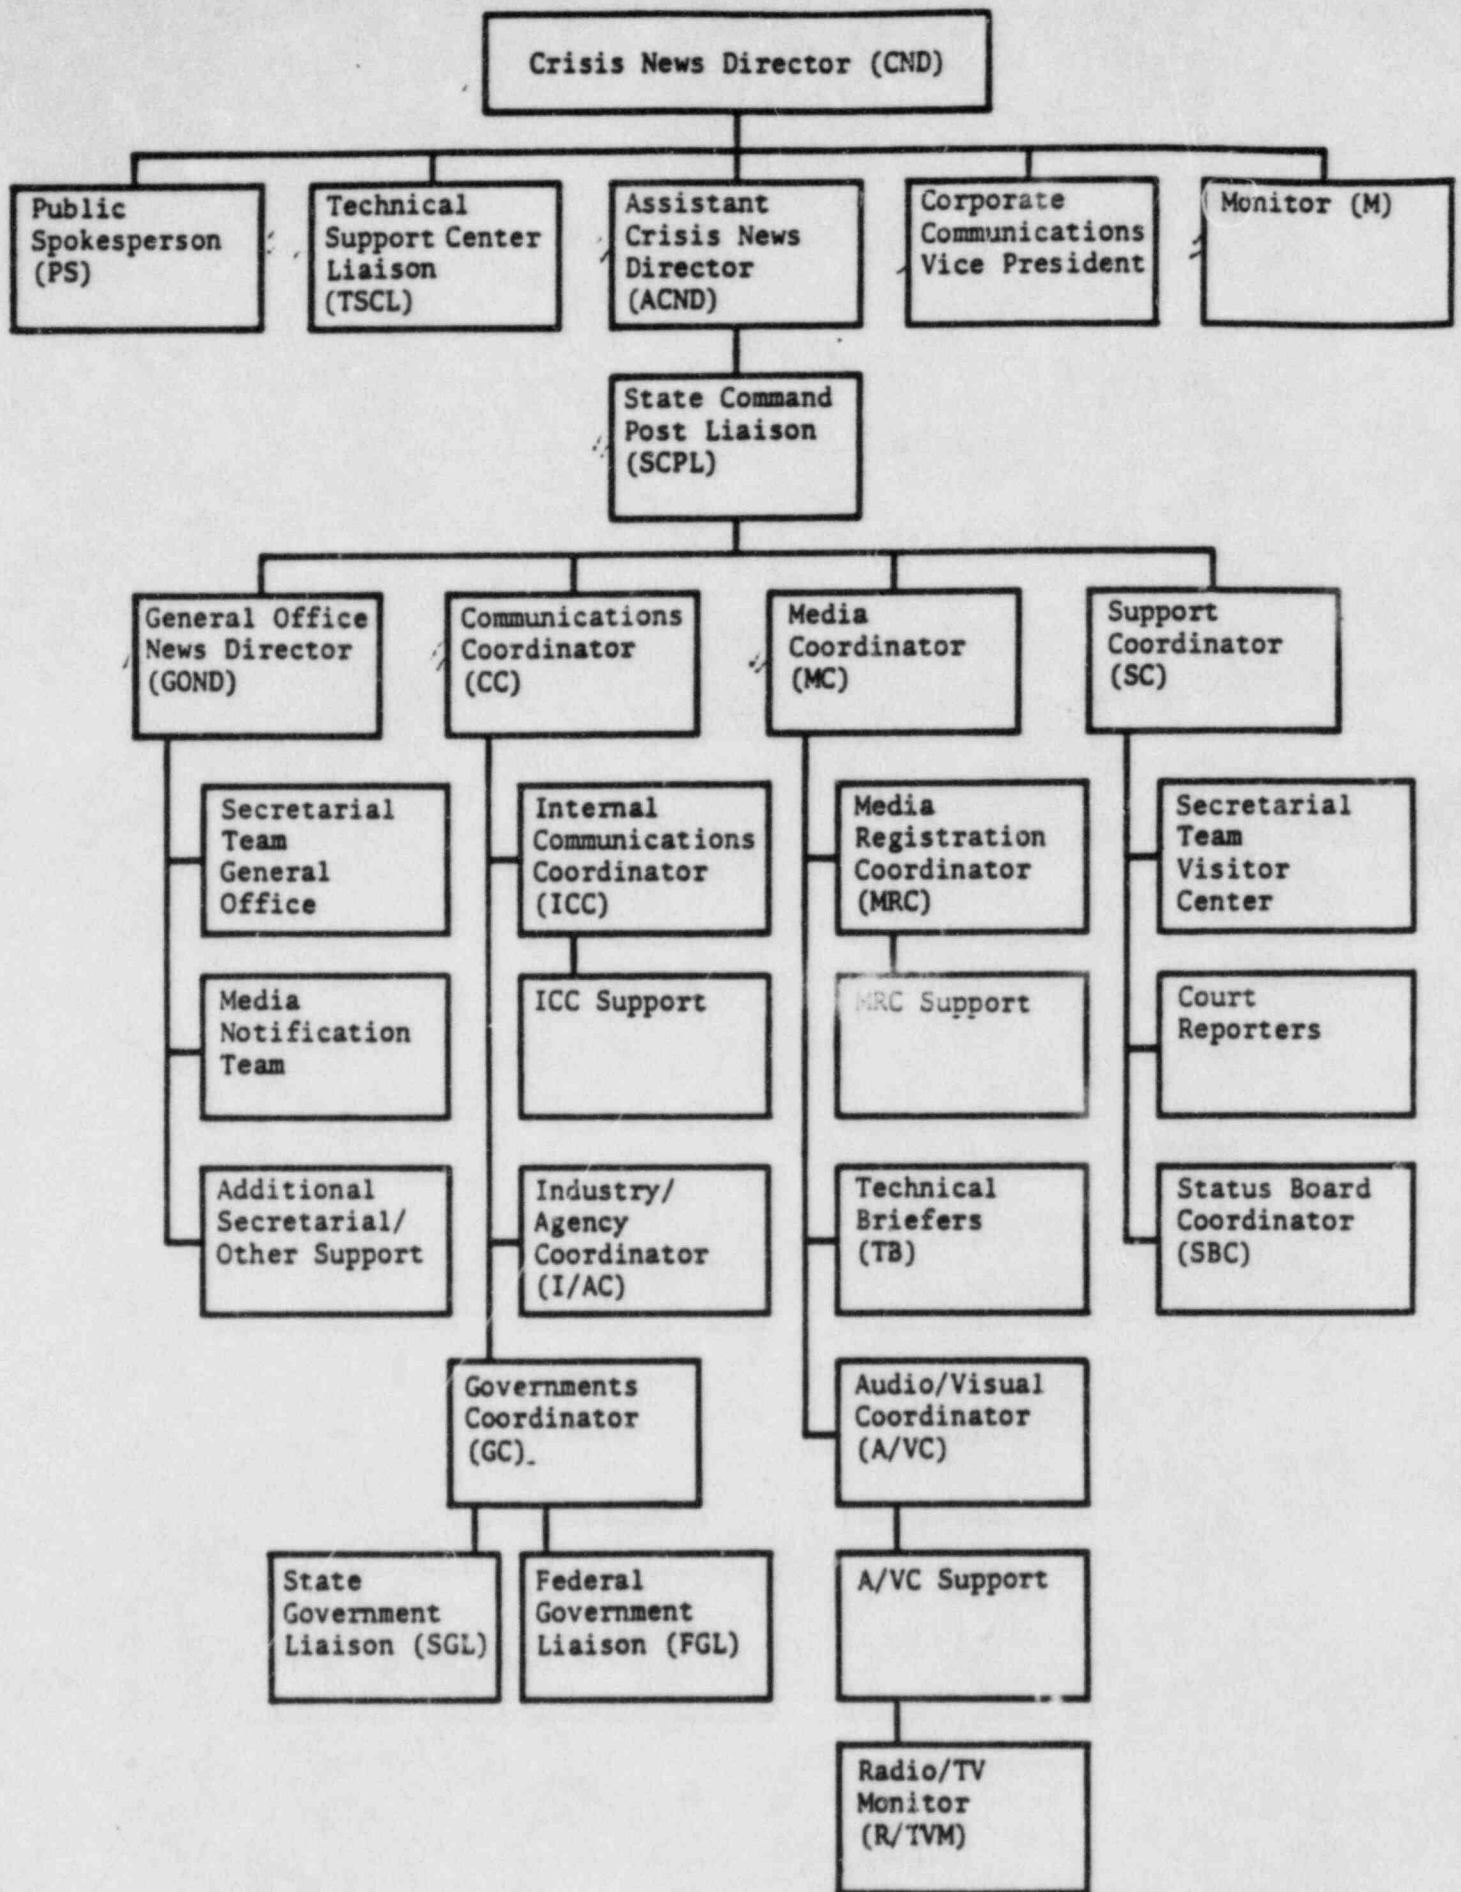 Crisis News Director (CND)
Public
Spokesperson
(PS)
Technical
Support Center
Liaison
(TSCL)
Assistant
Crisis News
Director
(ACND)
Corporate
Communications
Vice President
Monitor (M)
State Command
Post Liaison
(SCPL)
General Office
News Director
(GOND)
Communications
Coordinator
(CC)
Media
Coordinator
(MC)
Support
Coordinator
(SC)
Secretarial
Team
General
Office
Internal
Communications
Coordinator
(ICC)
Media
Registration
Coordinator
(MRC)
Secretarial
Team
Visitor
Center
Media
Notification
Team
ICC Support
MRC Support
Court
Reporters
Additional
Secretarial/
Other Support
Industry/
Agency
Coordinator
(I/AC)
Technical
Briefers
(TB)
Status Board
Coordinator
(SBC)
Governments
Coordinator
(GC)
Audio/Visual
Coordinator
(A/VC)
State
Government
Liaison (SGL)
Federal
Government
Liaison (FGL)
A/VC Support
Radio/TV
Monitor
(R/TVM)